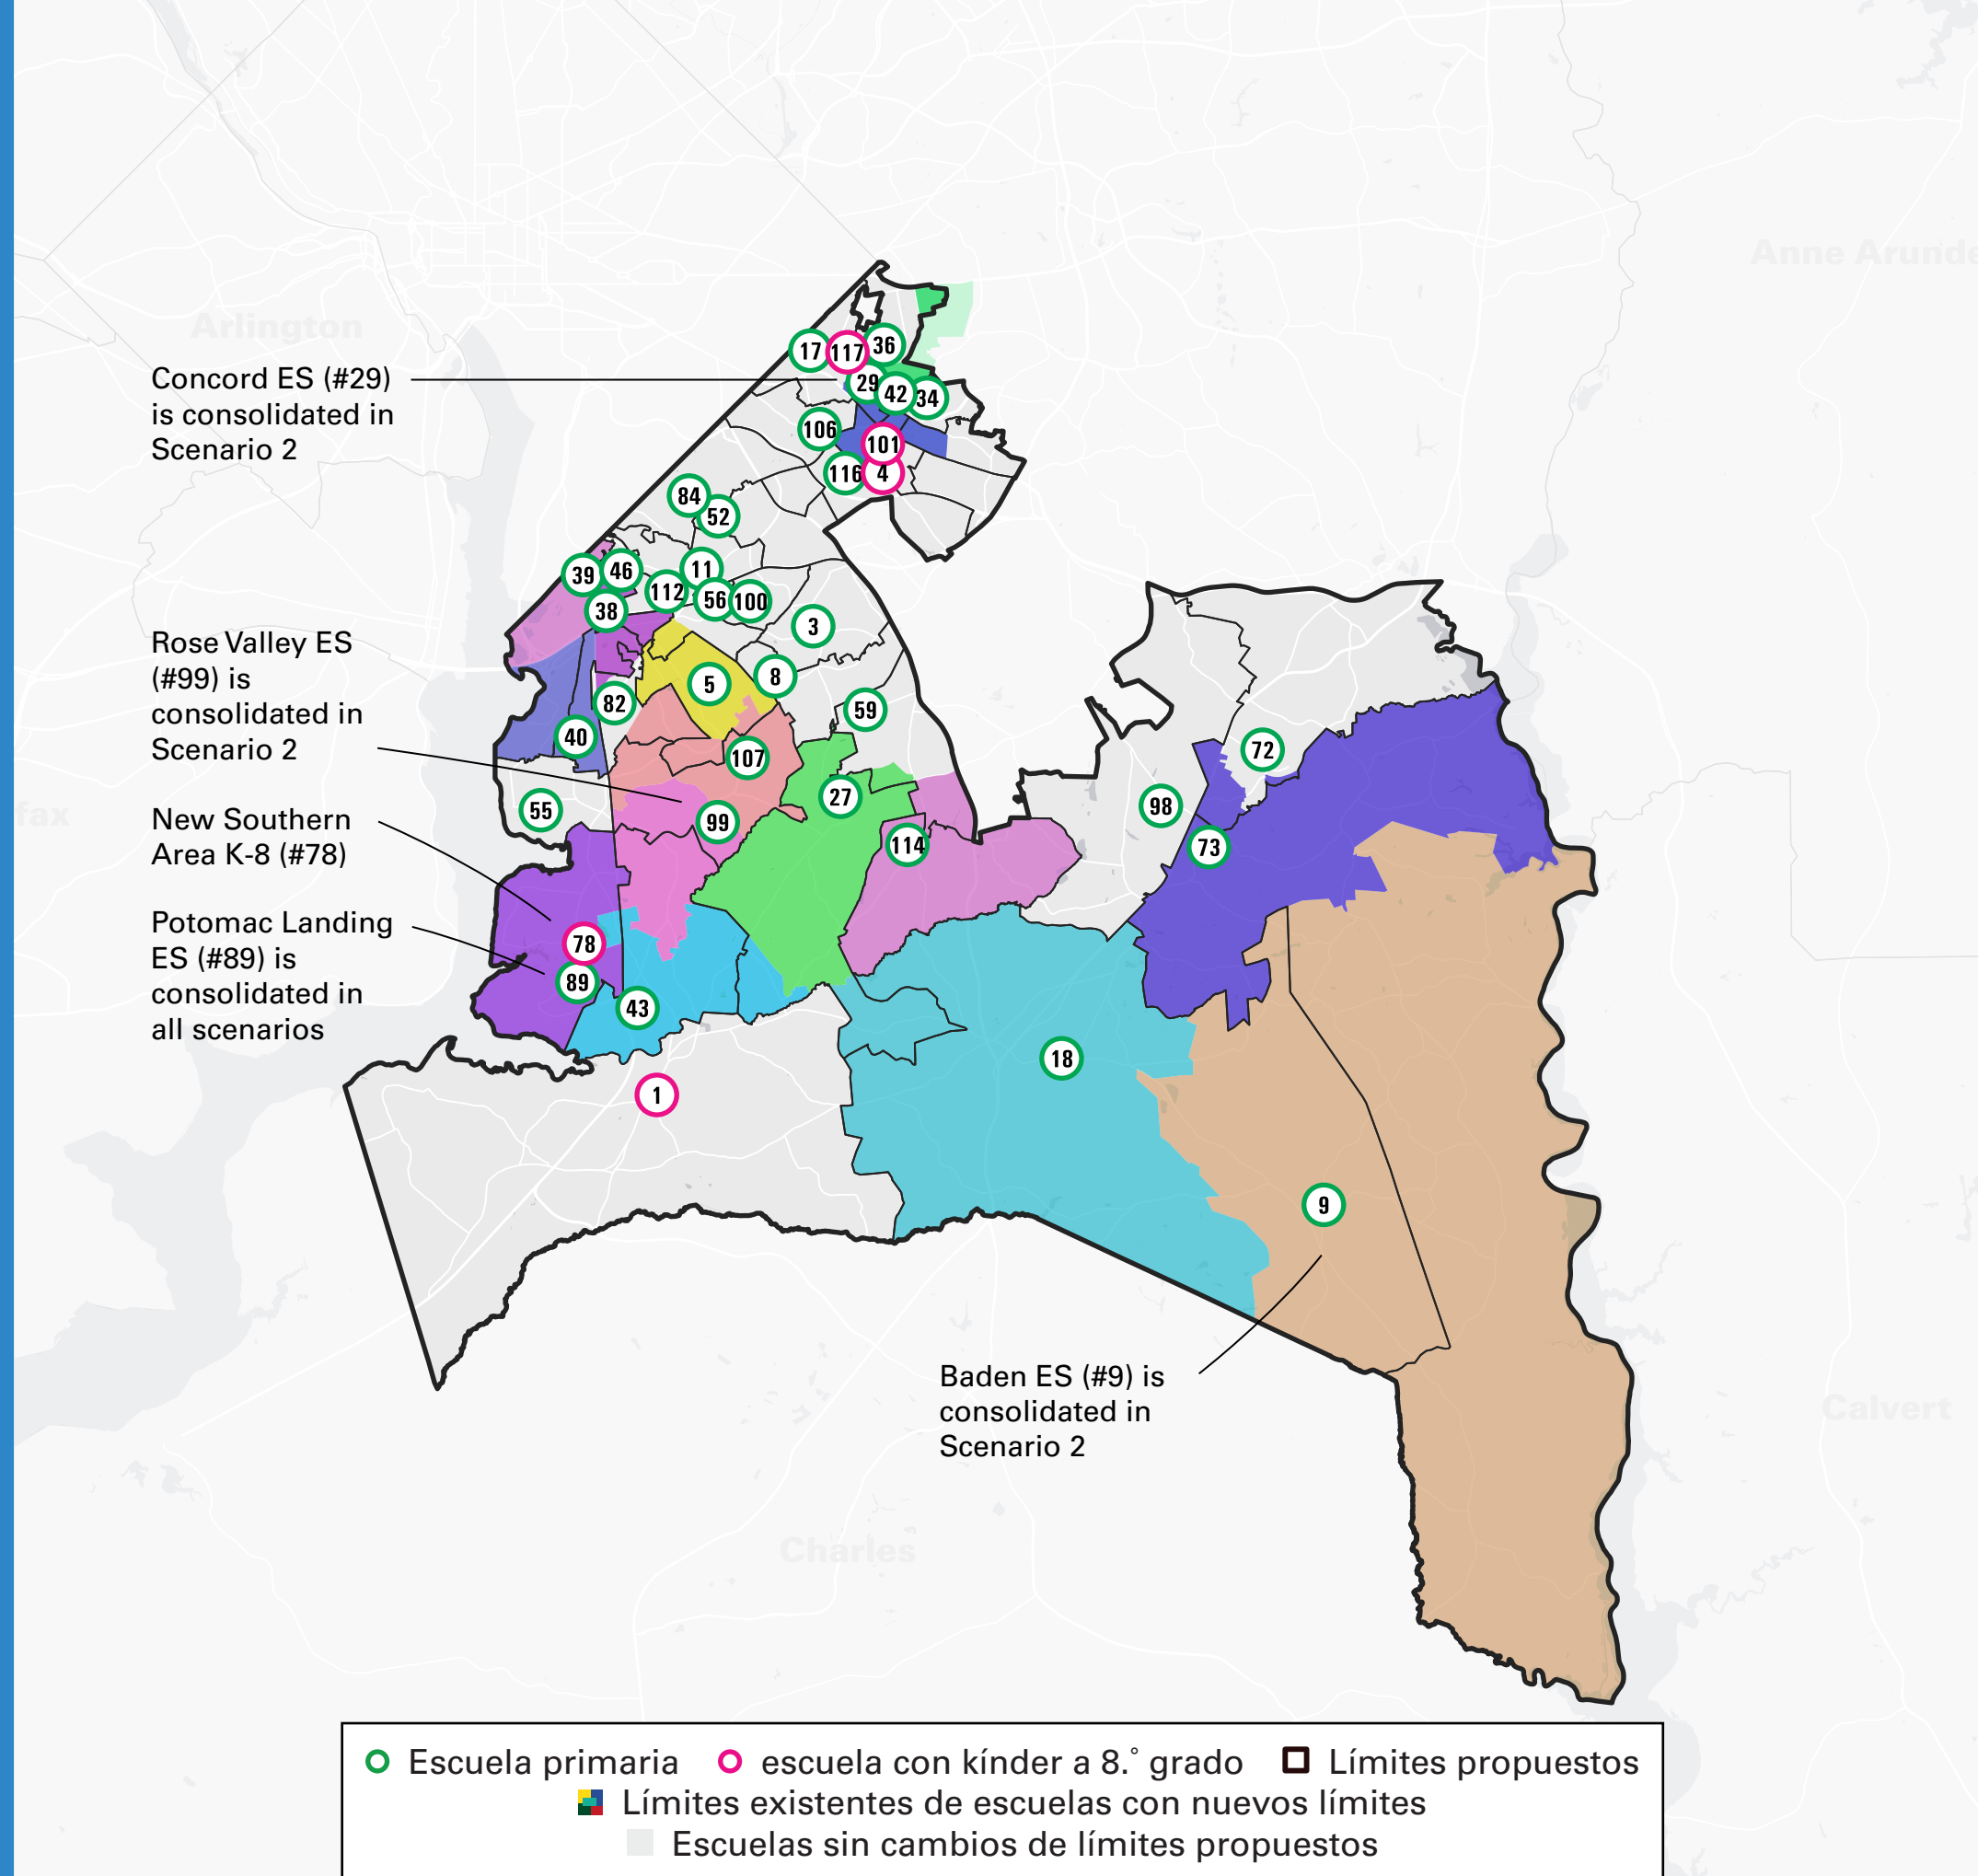 Anne Arunde
Arlington
17
117
36
Concord ES (#29)
is consolidated in
Scenario 2
29
42
34
106
101
116
4
84
52
39
46
11
112
56
100
38
3
Rose Valley ES
(#99) is
consolidated in
Scenario 2
5
8
82
59
40
107
72
27
98
fax
55
99
New Southern
Area K-8 (#78)
114
73
Potomac Landing
ES (#89) is
consolidated in
all scenarios
78
89
43
18
1
9
Baden ES (#9) is
consolidated in
Scenario 2
Calvert
Charles
Escuela primaria escuela con kínder a 8.° grado Límites propuestos
Límites existentes de escuelas con nuevos límites
Escuelas sin cambios de límites propuestos